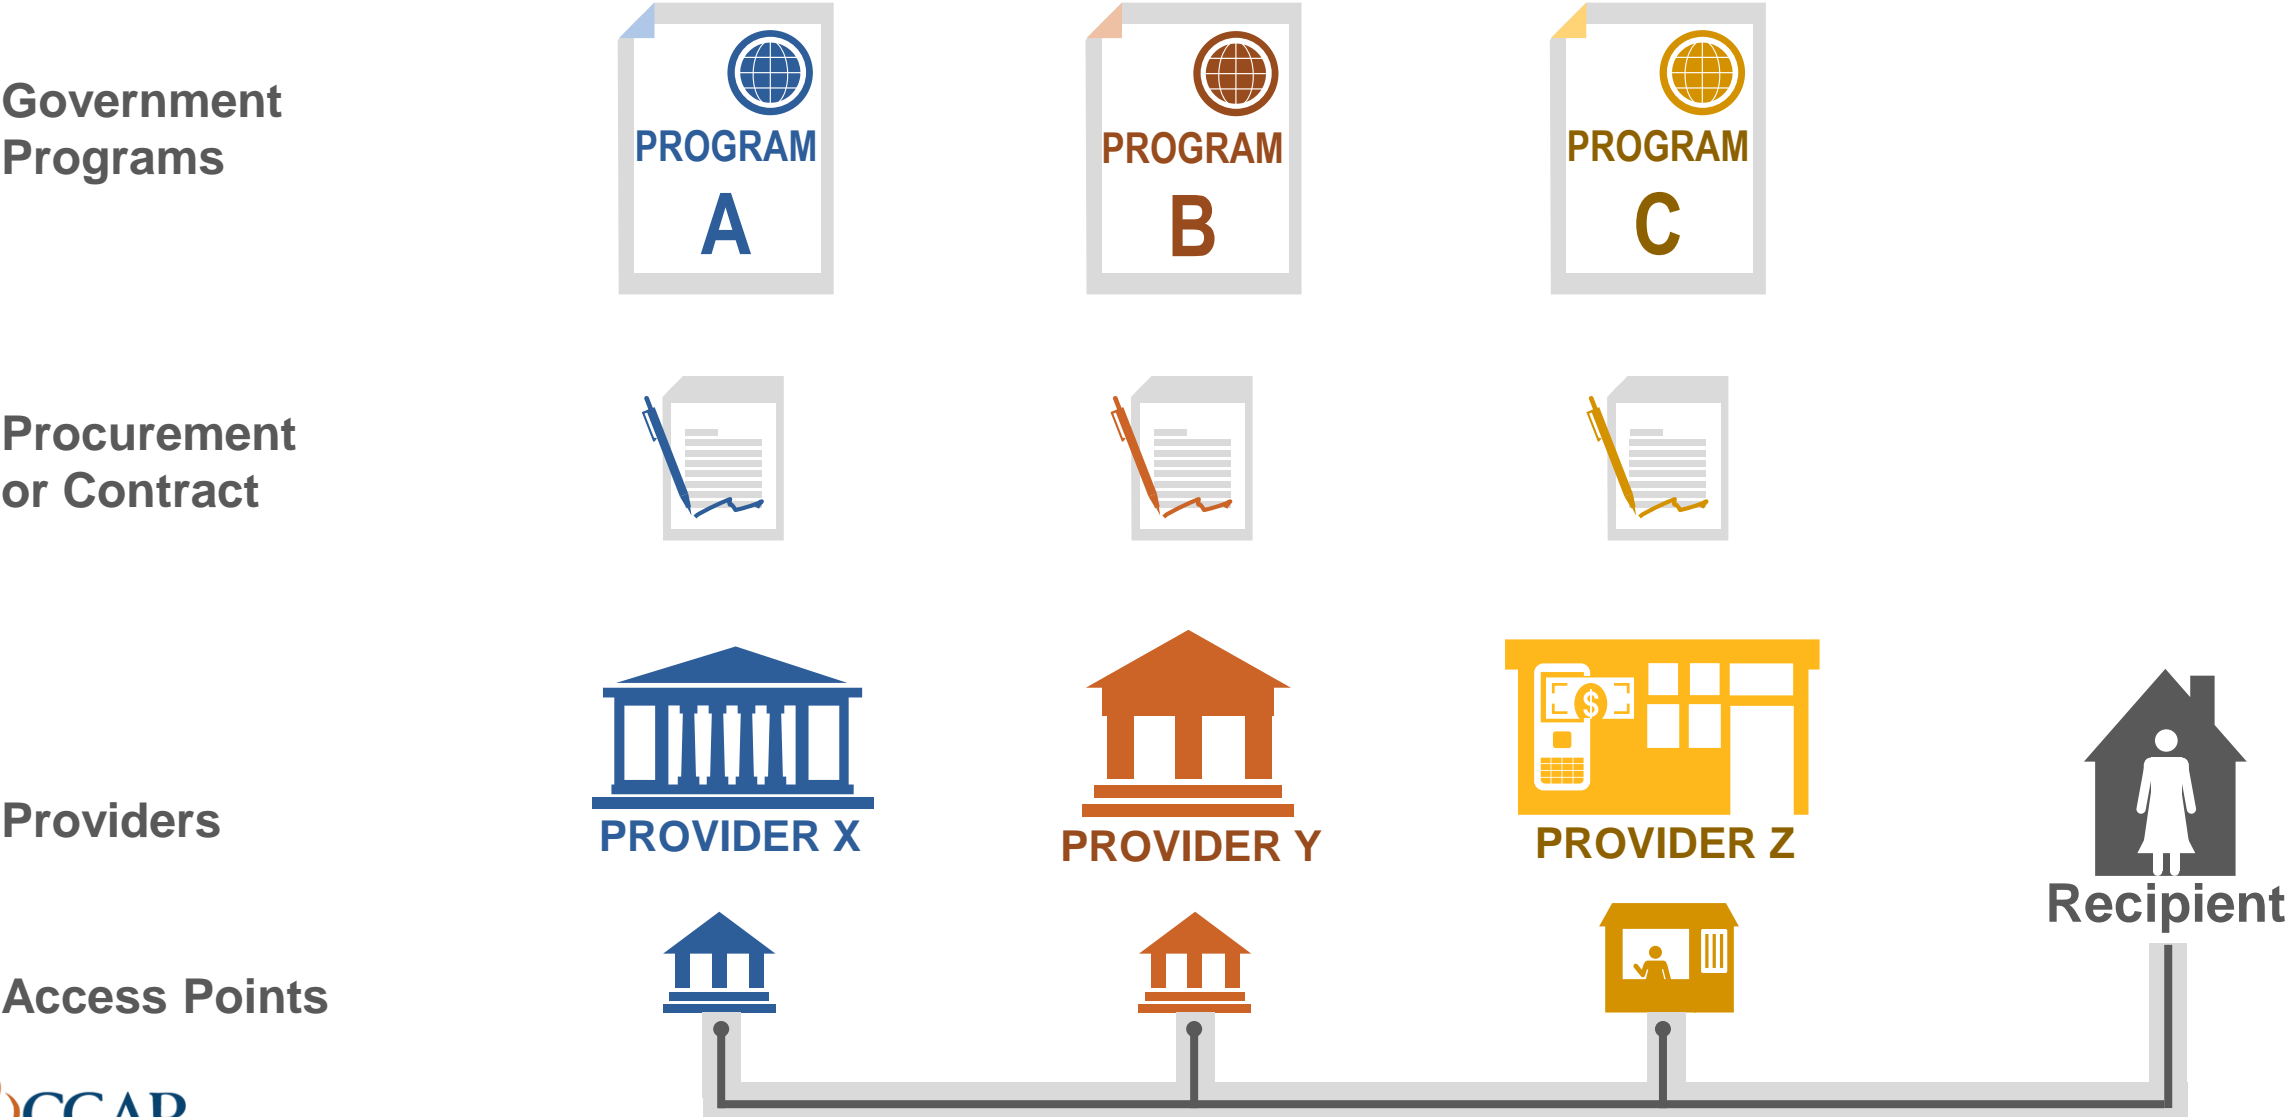 Government
Programs
PROGRAM
A
PROGRAM
B
PROGRAM
C
Procurement
or Contract
$
Providers
PROVIDER X
PROVIDER Y
PROVIDER Z
Recipient
Access Points